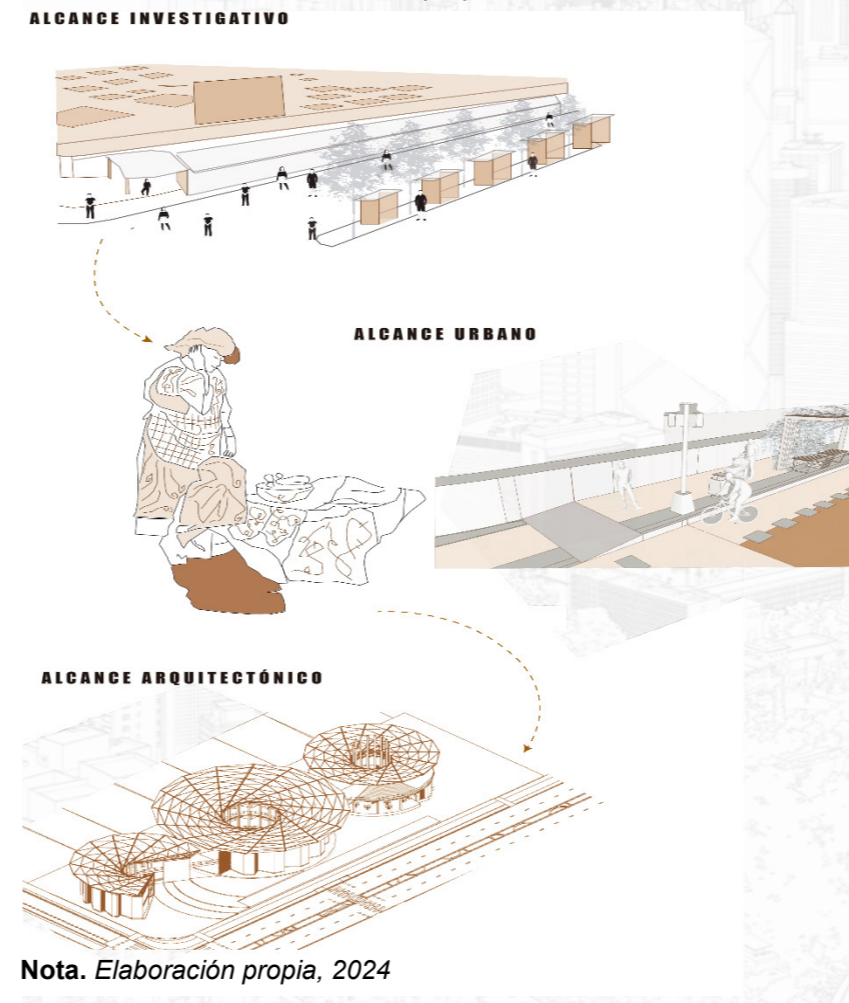 ALCANCE INVESTIGATIVO
ALCANCE URBANO
ALCANCE ARQUITECTÓNICO
Nota. Elaboración propia, 2024